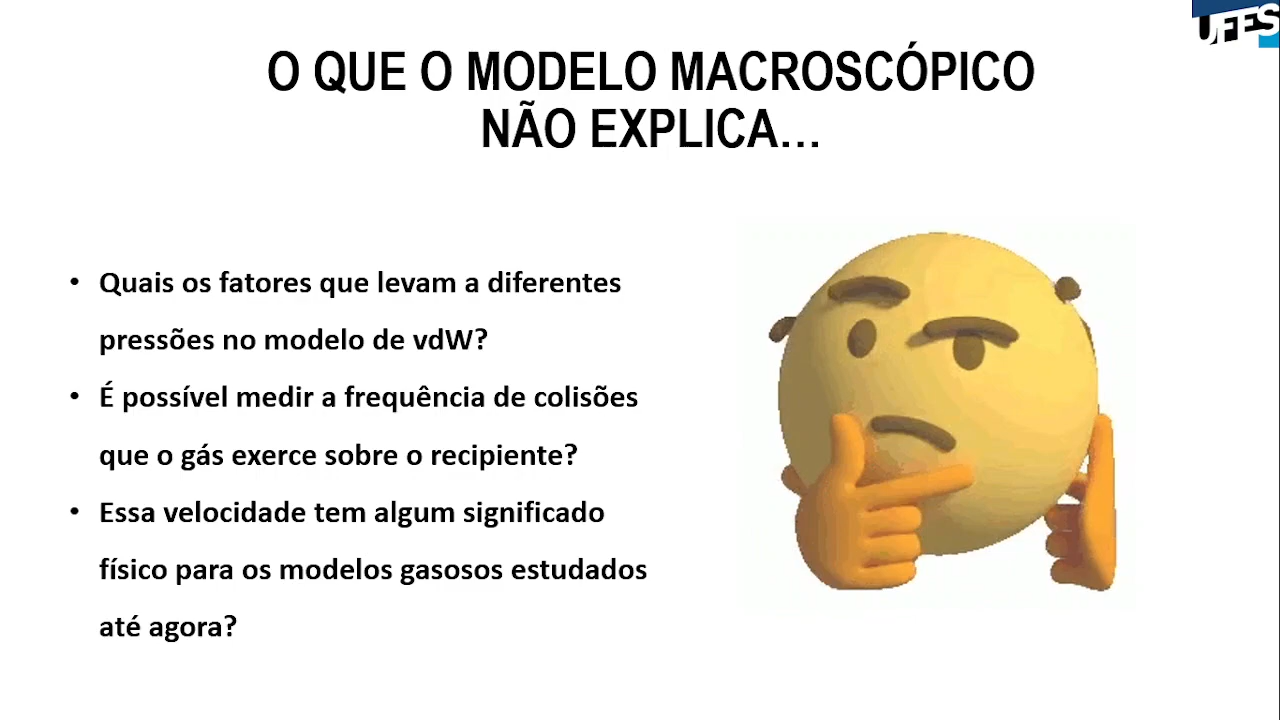 UFES
O QUE O MODELO MACROSCÓPICO
NÃO EXPLICA...
• Quais os fatores que levam a diferentes
pressões no modelo de vdW?
• É possível medir a frequência de colisões
que o gás exerce sobre o recipiente?
• Essa velocidade tem algum significado
físico para os modelos gasosos estudados
até agora?